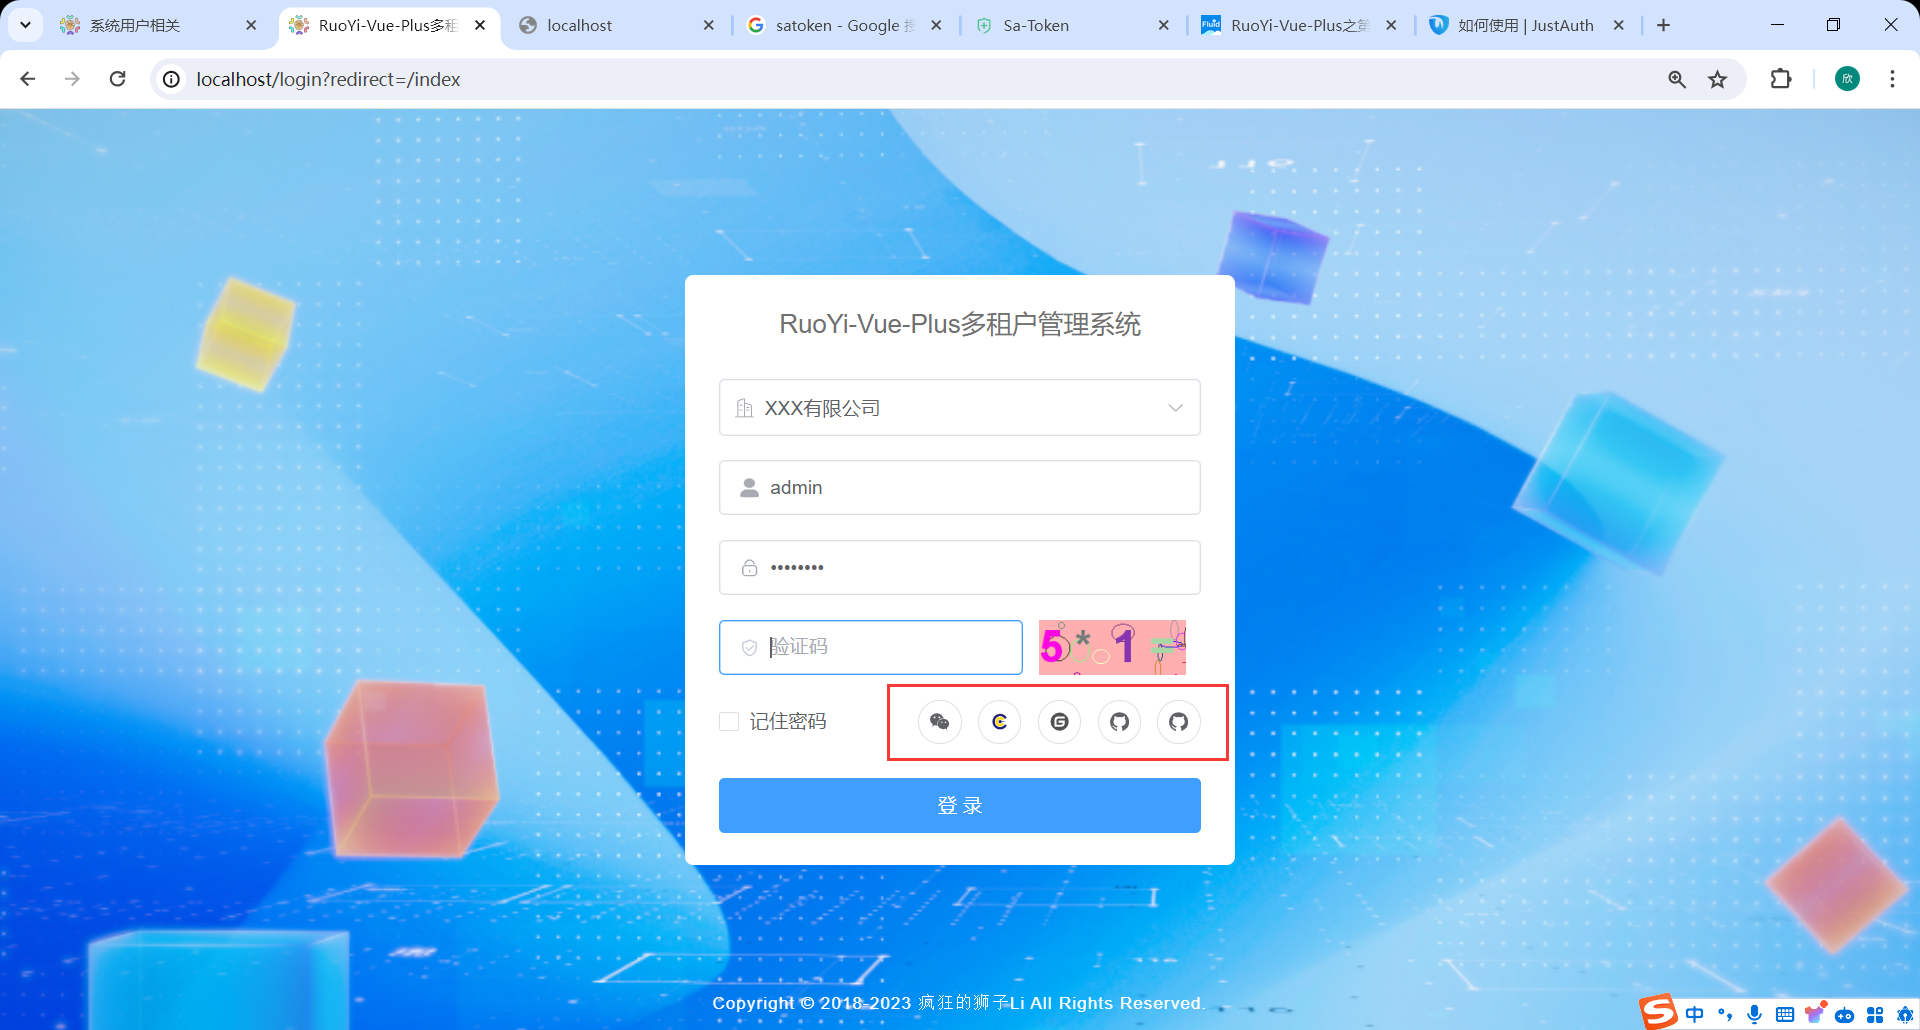 系统用户相关
RuoYi-Vue-Plus多租
localhost
satoken - Google 搜
Sa-Token
RuoYi-Vue-Plus之第
如何使用 | JustAuth
localhost/login?redirect=/index
欣
RuoYi-Vue-Plus多租户管理系统
XXX有限公司
admin
••••••••
验证码
5 * 1 =
记住密码
登 录
Copyright © 2018-2023 疯狂的狮子Li All Rights Reserved.
中